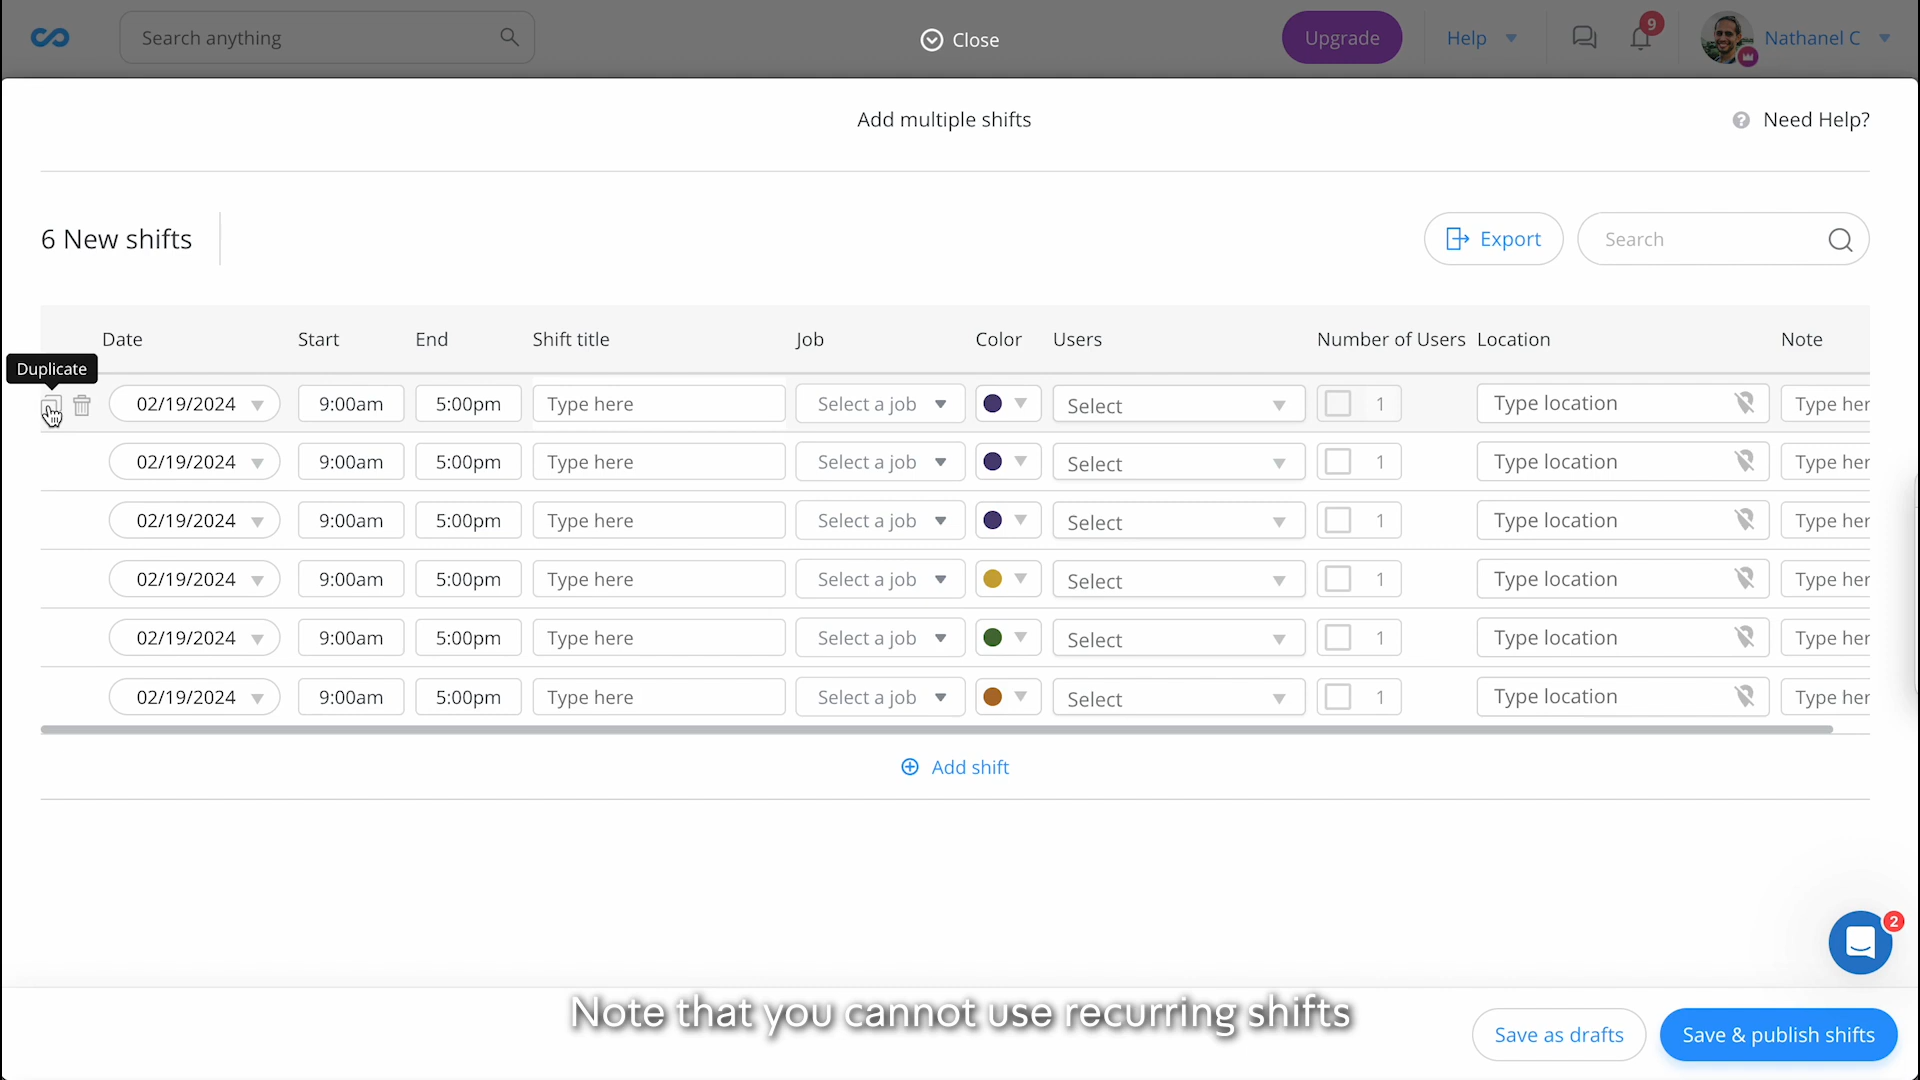 Search anything
Close
Upgrade
Help
9
Nathanel C
Add multiple shifts
Need Help?
6 New shifts
Export
Search
Date Start End Shift title Job Color Users Number of Users Location Note
Duplicate
02/19/2024 9:00am 5:00pm Type here Select a job Select 1 Type location Type her
02/19/2024 9:00am 5:00pm Type here Select a job Select 1 Type location Type her
02/19/2024 9:00am 5:00pm Type here Select a job Select 1 Type location Type her
02/19/2024 9:00am 5:00pm Type here Select a job Select 1 Type location Type her
02/19/2024 9:00am 5:00pm Type here Select a job Select 1 Type location Type her
02/19/2024 9:00am 5:00pm Type here Select a job Select 1 Type location Type her
Add shift
2
Note that you cannot use recurring shifts
Save as drafts
Save & publish shifts